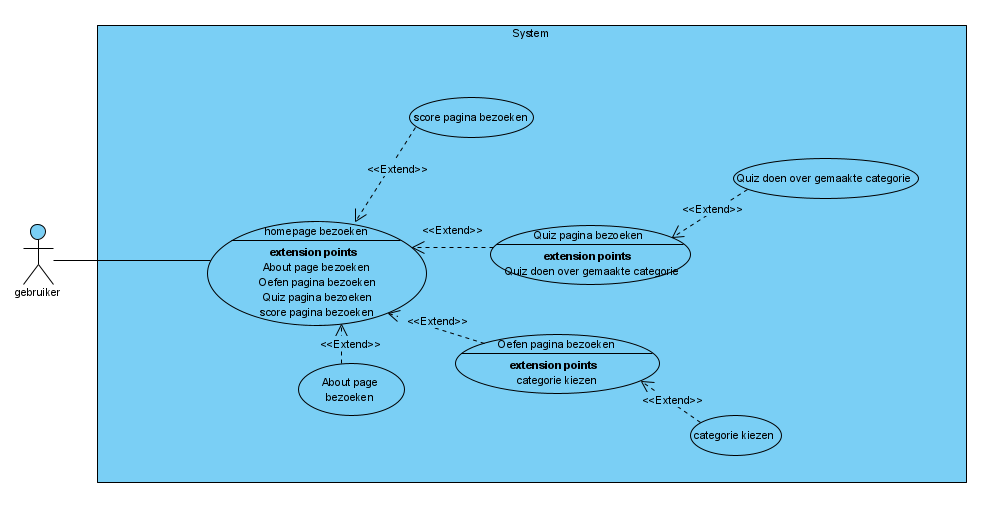 System
score pagina bezoeken
<<Extend>>
Quiz doen over gemaakte categorie
<<Extend>>
homepage bezoeken
extension points
About page bezoeken
Oefen pagina bezoeken
Quiz pagina bezoeken
score pagina bezoeken
<<Extend>>
Quiz pagina bezoeken
extension points
Quiz doen over gemaakte categorie
gebruiker
<<Extend>>
<<Extend>>
Oefen pagina bezoeken
extension points
categorie kiezen
About page
bezoeken
<<Extend>>
categorie kiezen